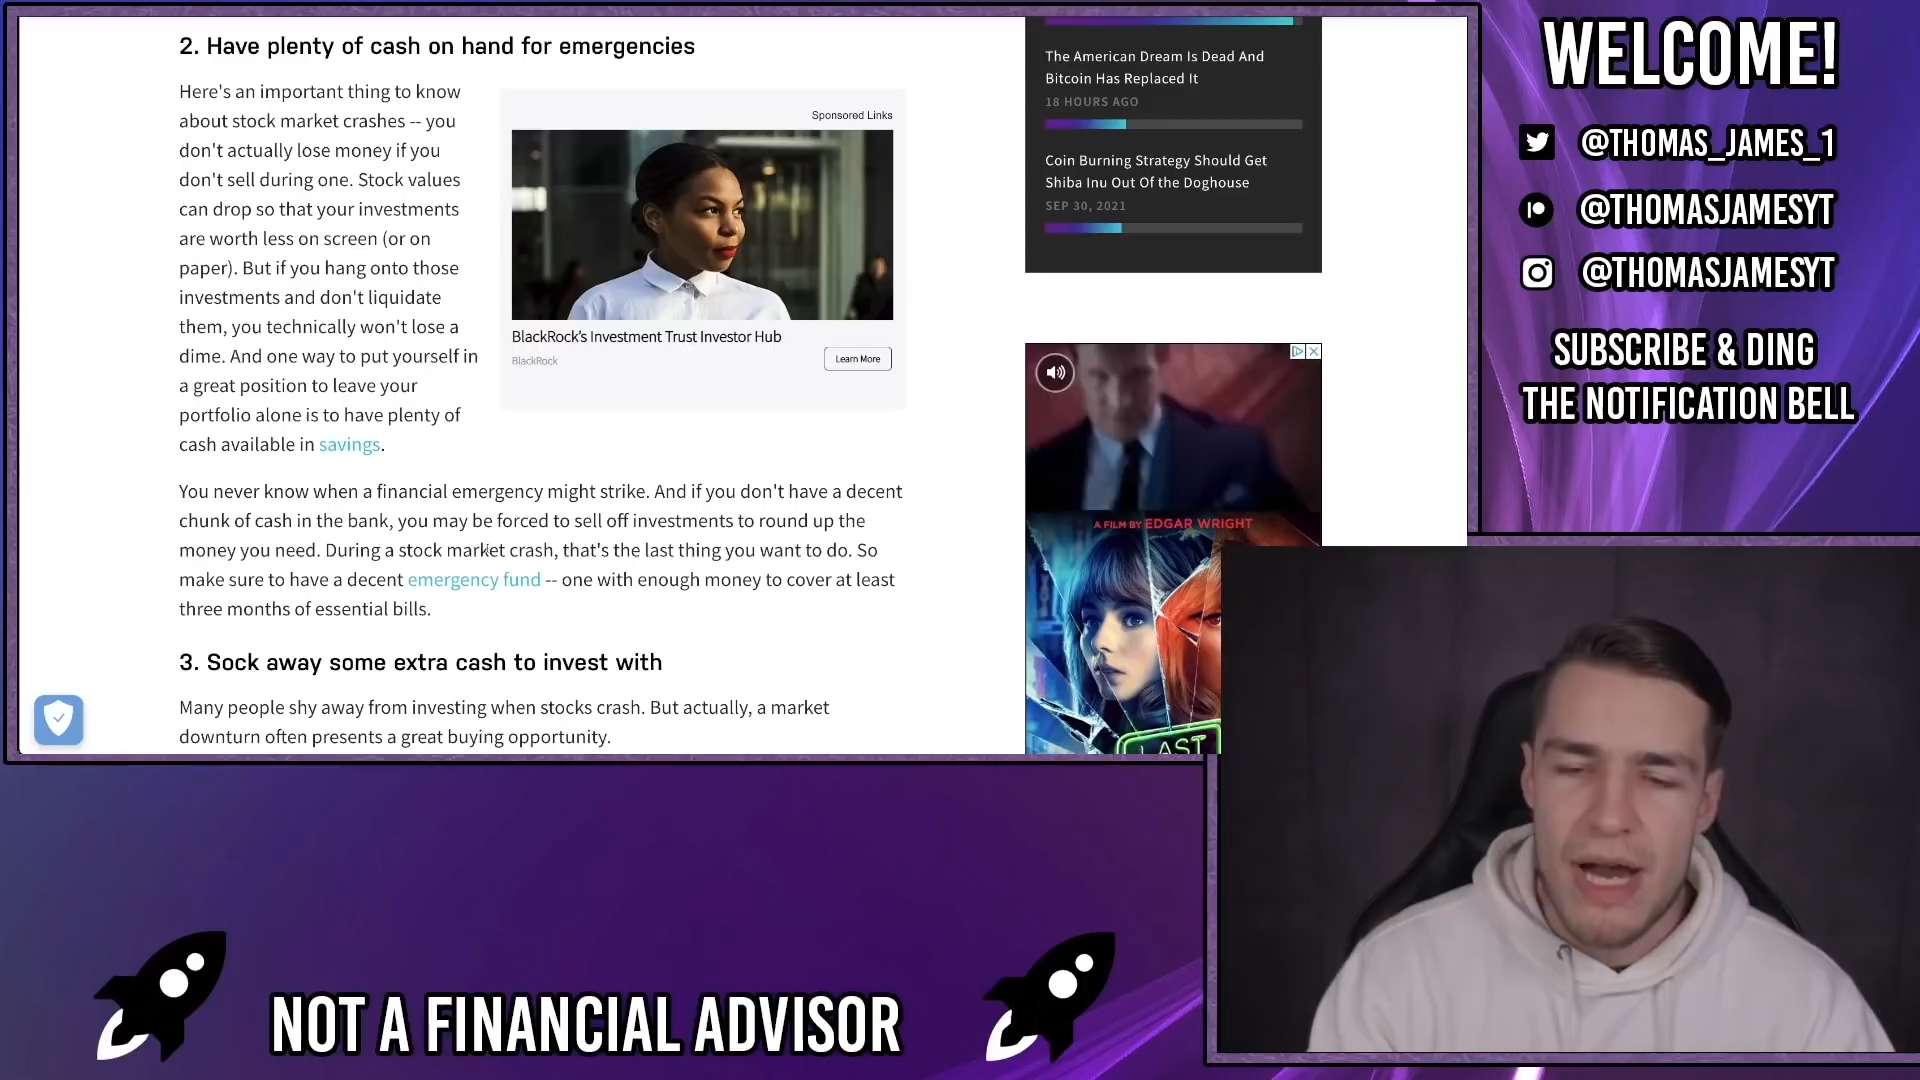 2. Have plenty of cash on hand for emergencies
Here's an important thing to know
about stock market crashes -- you
don't actually lose money if you
don't sell during one. Stock values
can drop so that your investments
are worth less on screen (or on
paper). But if you hang onto those
investments and don't liquidate
them, you technically won't lose a
dime. And one way to put yourself in
a great position to leave your
portfolio alone is to have plenty of
cash available in savings.
Sponsored Links
BlackRock's Investment Trust Investor Hub
BlackRock
Learn More
You never know when a financial emergency might strike. And if you don't have a decent
chunk of cash in the bank, you may be forced to sell off investments to round up the
money you need. During a stock market crash, that's the last thing you want to do. So
make sure to have a decent emergency fund -- one with enough money to cover at least
three months of essential bills.
3. Sock away some extra cash to invest with
Many people shy away from investing when stocks crash. But actually, a market
downturn often presents a great buying opportunity.
The American Dream Is Dead And
Bitcoin Has Replaced It
18 HOURS AGO
Coin Burning Strategy Should Get
Shiba Inu Out Of the Doghouse
SEP 30, 2021
A FILM BY EDGAR WRIGHT
LAST
WELCOME!
@THOMAS_JAMES_1
@THOMASJAMESYT
@THOMASJAMESYT
SUBSCRIBE & DING
THE NOTIFICATION BELL
NOT A FINANCIAL ADVISOR